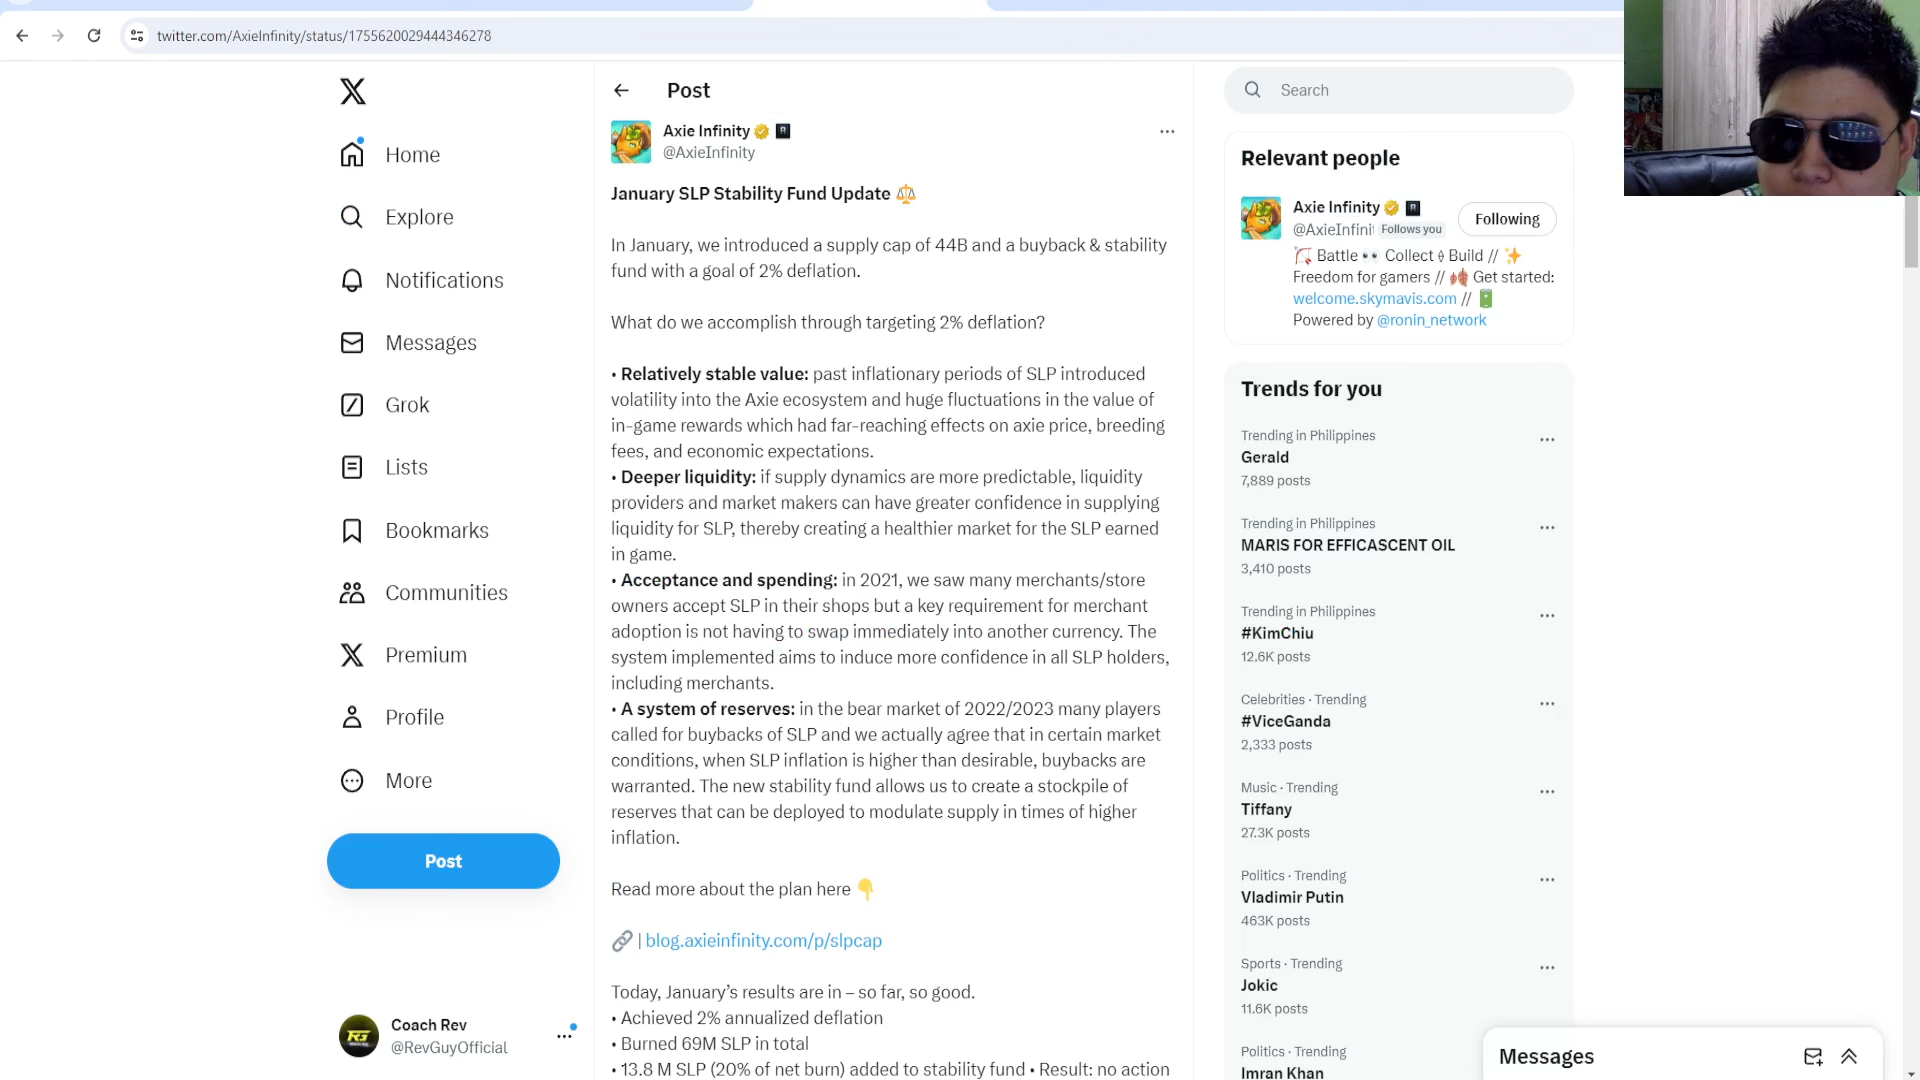 twitter.com/AxieInfinity/status/1755620029444346278
Home
Explore
Notifications
Messages
Grok
Lists
Bookmarks
Communities
Premium
Profile
More
Post
Coach Rev
@RevGuyOfficial
Post
Axie Infinity
@AxieInfinity
January SLP Stability Fund Update ⚖️
In January, we introduced a supply cap of 44B and a buyback & stability
fund with a goal of 2% deflation.
What do we accomplish through targeting 2% deflation?
• Relatively stable value: past inflationary periods of SLP introduced
volatility into the Axie ecosystem and huge fluctuations in the value of
in-game rewards which had far-reaching effects on axie price, breeding
fees, and economic expectations.
• Deeper liquidity: if supply dynamics are more predictable, liquidity
providers and market makers can have greater confidence in supplying
liquidity for SLP, thereby creating a healthier market for the SLP earned
in game.
• Acceptance and spending: in 2021, we saw many merchants/store
owners accept SLP in their shops but a key requirement for merchant
adoption is not having to swap immediately into another currency. The
system implemented aims to induce more confidence in all SLP holders,
including merchants.
• A system of reserves: in the bear market of 2022/2023 many players
called for buybacks of SLP and we actually agree that in certain market
conditions, when SLP inflation is higher than desirable, buybacks are
warranted. The new stability fund allows us to create a stockpile of
reserves that can be deployed to modulate supply in times of higher
inflation.
Read more about the plan here 👇
🔗 | blog.axieinfinity.com/p/slpcap
Today, January’s results are in – so far, so good.
• Achieved 2% annualized deflation
• Burned 69M SLP in total
• 13.8 M SLP (20% of net burn) added to stability fund • Result: no action
Search
Relevant people
Axie Infinity
@AxieInfini Follows you
Following
Battle 👀 Collect Build // ✨
Freedom for gamers // Get started:
welcome.skymavis.com // 🔋
Powered by @ronin_network
Trends for you
Trending in Philippines
Gerald
7,889 posts
Trending in Philippines
MARIS FOR EFFICASCENT OIL
3,410 posts
Trending in Philippines
#KimChiu
12.6K posts
Celebrities · Trending
#ViceGanda
2,333 posts
Music · Trending
Tiffany
27.3K posts
Politics · Trending
Vladimir Putin
463K posts
Sports · Trending
Jokic
11.6K posts
Politics · Trending
Imran Khan
Messages